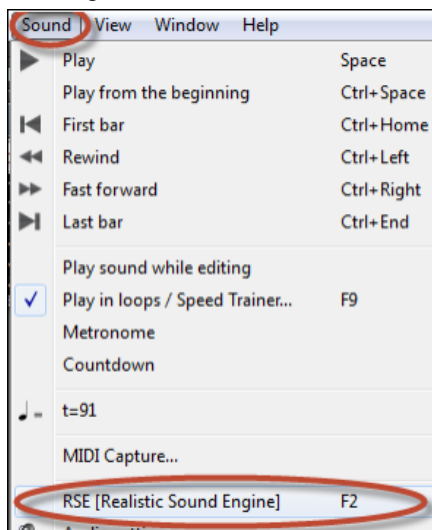 Sound View Window Help
Play Space
Play from the beginning Ctrl+Space
First bar Ctrl+Home
Rewind Ctrl+Left
Fast forward Ctrl+Right
Last bar Ctrl+End
Play sound while editing
Play in loops / Speed Trainer... F9
Metronome
Countdown
t=91
MIDI Capture...
RSE [Realistic Sound Engine] F2